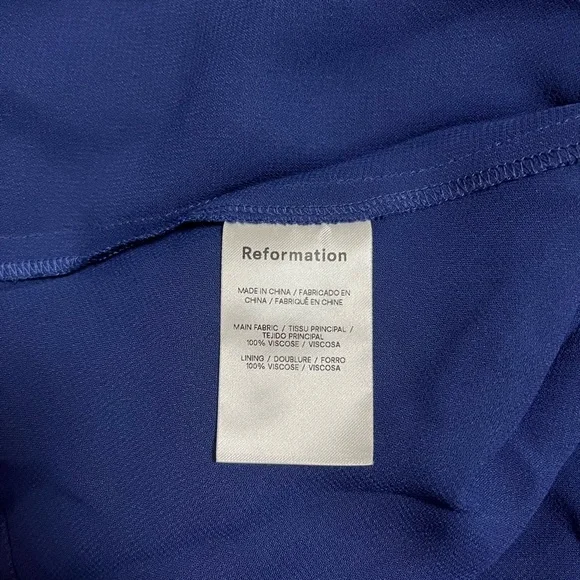 Reformation
MADE IN CHINA / FABRICADO EN
CHINA / FABRIQUÉ EN CHINE
MAIN FABRIC / TISSU PRINCIPAL /
TEJIDO PRINCIPAL
100% VISCOSE / VISCOSA
LINING / DOUBLURE / FORRO
100% VISCOSE / VISCOSA